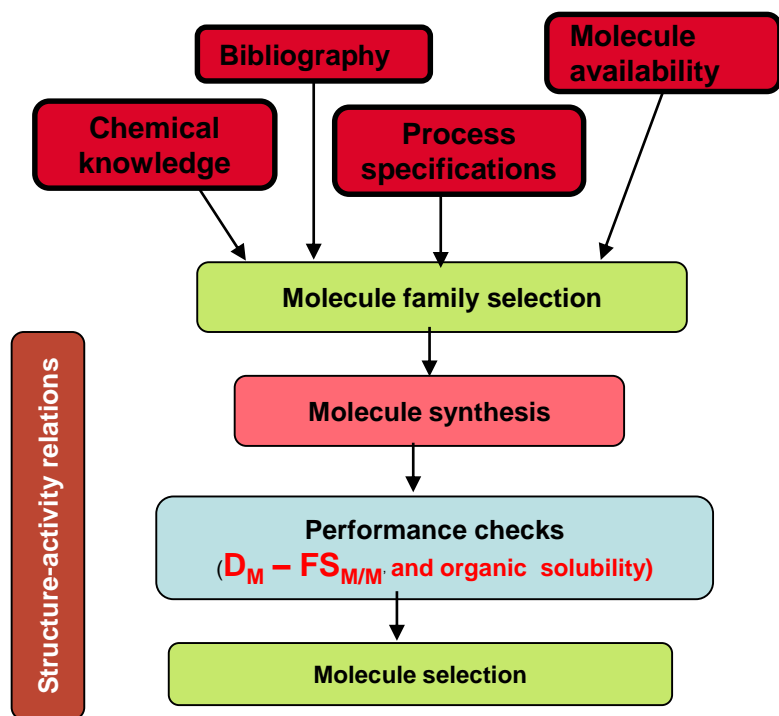 Bibliography
Molecule
availability
Chemical
knowledge
Process
specifications
Molecule family selection
Structure-activity relations
Molecule synthesis
Performance checks
(DM – FSM/M' and organic solubility)
Molecule selection